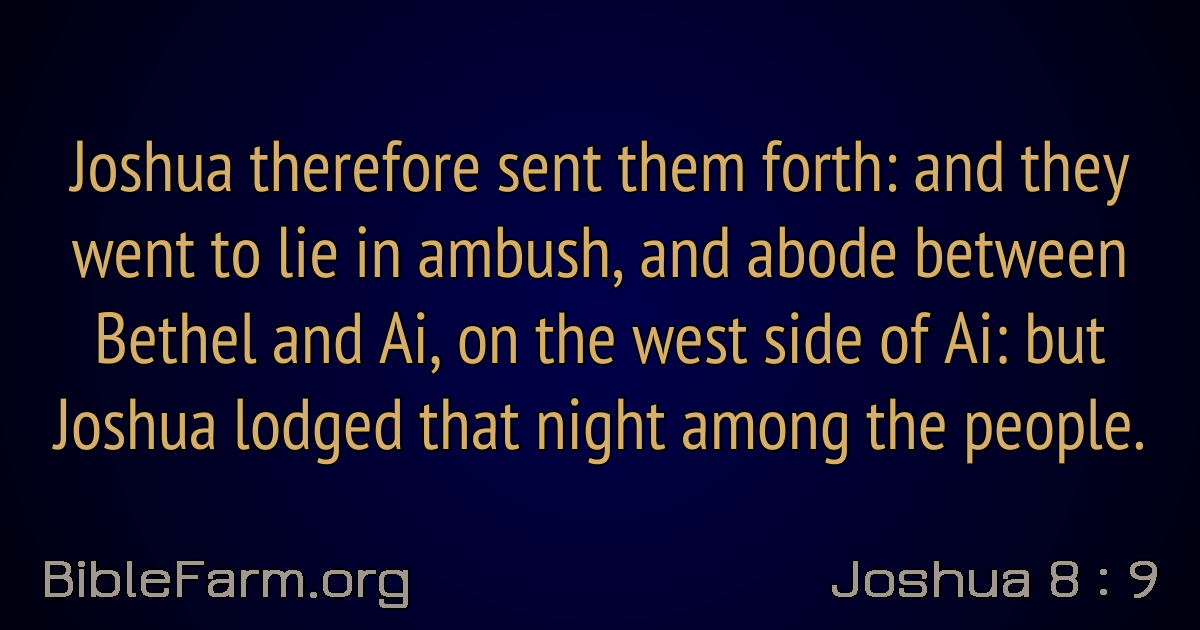 Joshua therefore sent them forth: and they
went to lie in ambush, and abode between
Bethel and Ai, on the west side of Ai: but
Joshua lodged that night among the people.
BibleFarm.org
Joshua 8 : 9